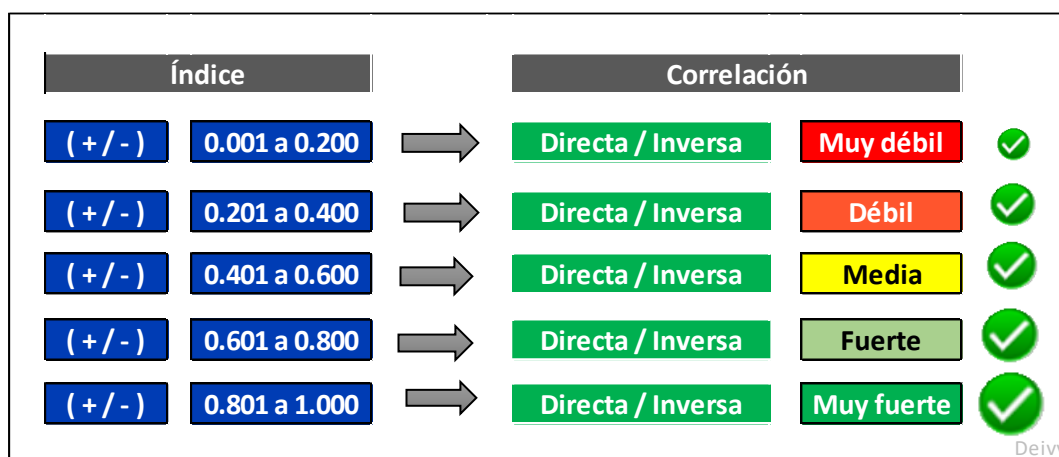 Índice Correlación
( + / - ) 0.001 a 0.200 Directa / Inversa Muy débil
( + / - ) 0.201 a 0.400 Directa / Inversa Débil
( + / - ) 0.401 a 0.600 Directa / Inversa Media
( + / - ) 0.601 a 0.800 Directa / Inversa Fuerte
( + / - ) 0.801 a 1.000 Directa / Inversa Muy fuerte